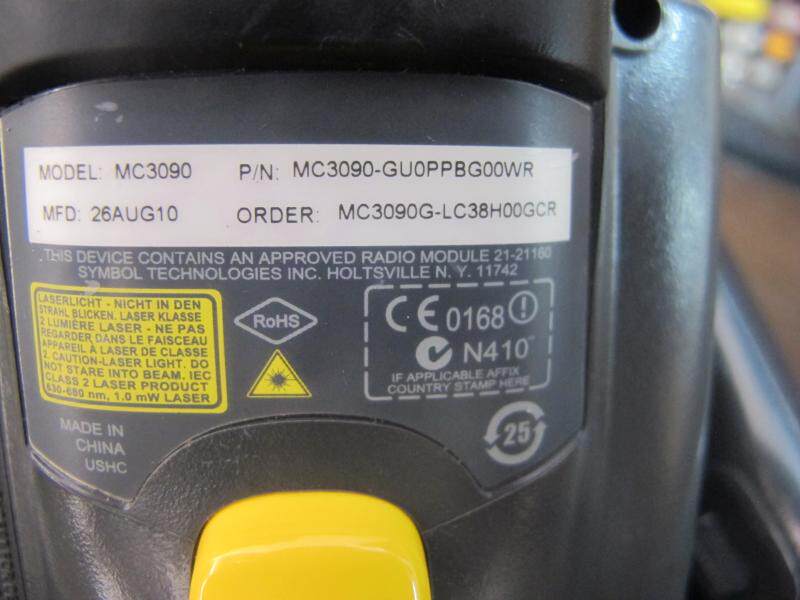 MODEL: MC3090 P/N: MC3090-GU0PPBG00WR
MFD: 26AUG10 ORDER: MC3090G-LC38H00GCR
THIS DEVICE CONTAINS AN APPROVED RADIO MODULE 21-21160
SYMBOL TECHNOLOGIES INC. HOLTSVILLE N. Y. 11742
LASERLICHT - NICHT IN DEN
STRAHL BLICKEN. LASER KLASSE
2 LUMIÈRE LASER - NE PAS
REGARDER DANS LE FAISCEAU
APPAREIL À LASER DE CLASSE
2. CAUTION-LASER LIGHT. DO
NOT STARE INTO BEAM. IEC
CLASS 2 LASER PRODUCT
630-680 nm, 1.0 mW LASER
RoHS
CE 0168
N410
IF APPLICABLE AFFIX
COUNTRY STAMP HERE
MADE IN
CHINA
USHC
25